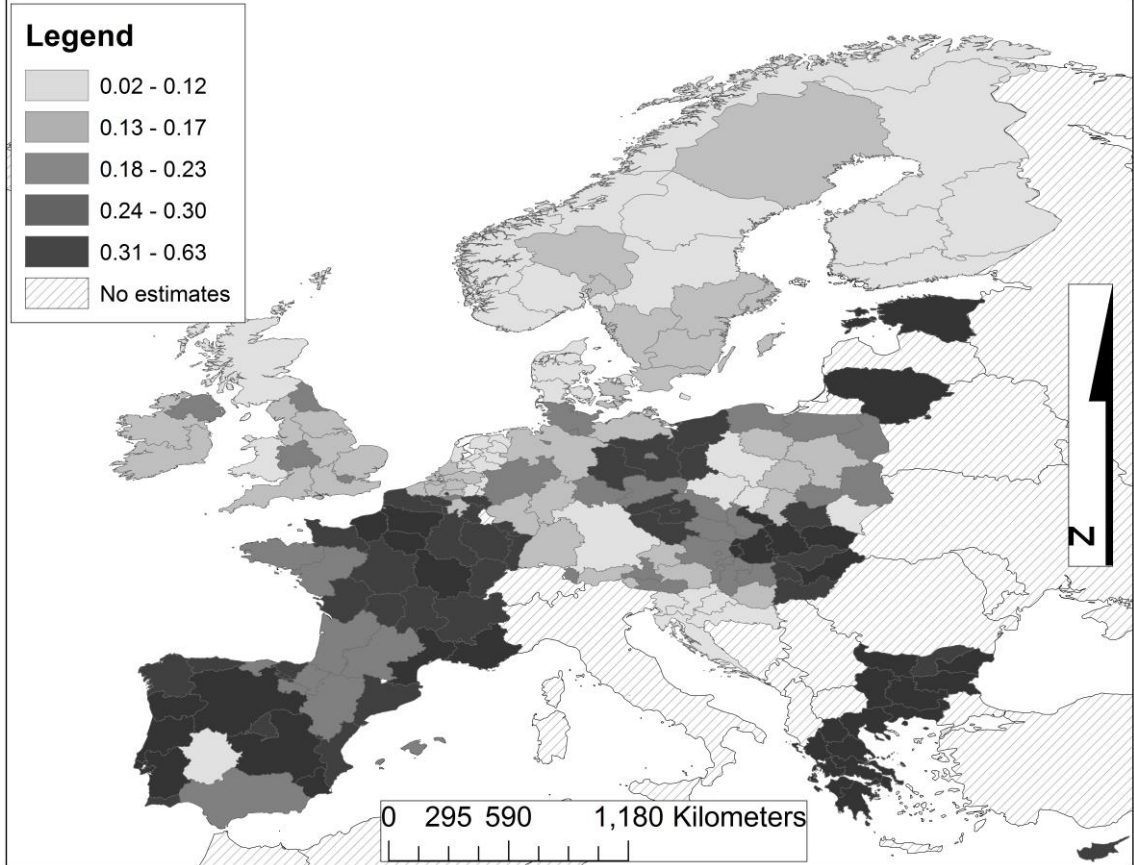 Legend
0.02 - 0.12
0.13 - 0.17
0.18 - 0.23
0.24 - 0.30
0.31 - 0.63
No estimates
N
0 295 590 1,180 Kilometers